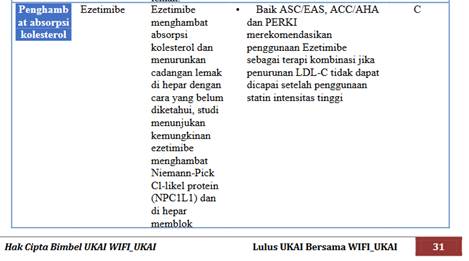 lemak.
Penghamb Ezetimibe Ezetimibe • Baik ASC/EAS, ACC/AHA C
at absorpsi menghambat dan PERKI
kolesterol absorpsi merekomendasikan
kolesterol dan penggunaan Ezetimibe
menurunkan sebagai terapi kombinasi jika
cadangan lemak penurunan LDL-C tidak dapat
di hepar dengan dicapai setelah penggunaan
cara yang belum statin intensitas tinggi
diketahui, studi
menunjukan
kemungkinan
ezetimibe
menghambat
Niemann-Pick
Cl-likel protein
(NPC1L1) dan
di hepar
memblok
Hak Cipta Bimbel UKAI WIFI_UKAI Lulus UKAI Bersama WIFI_UKAI 31